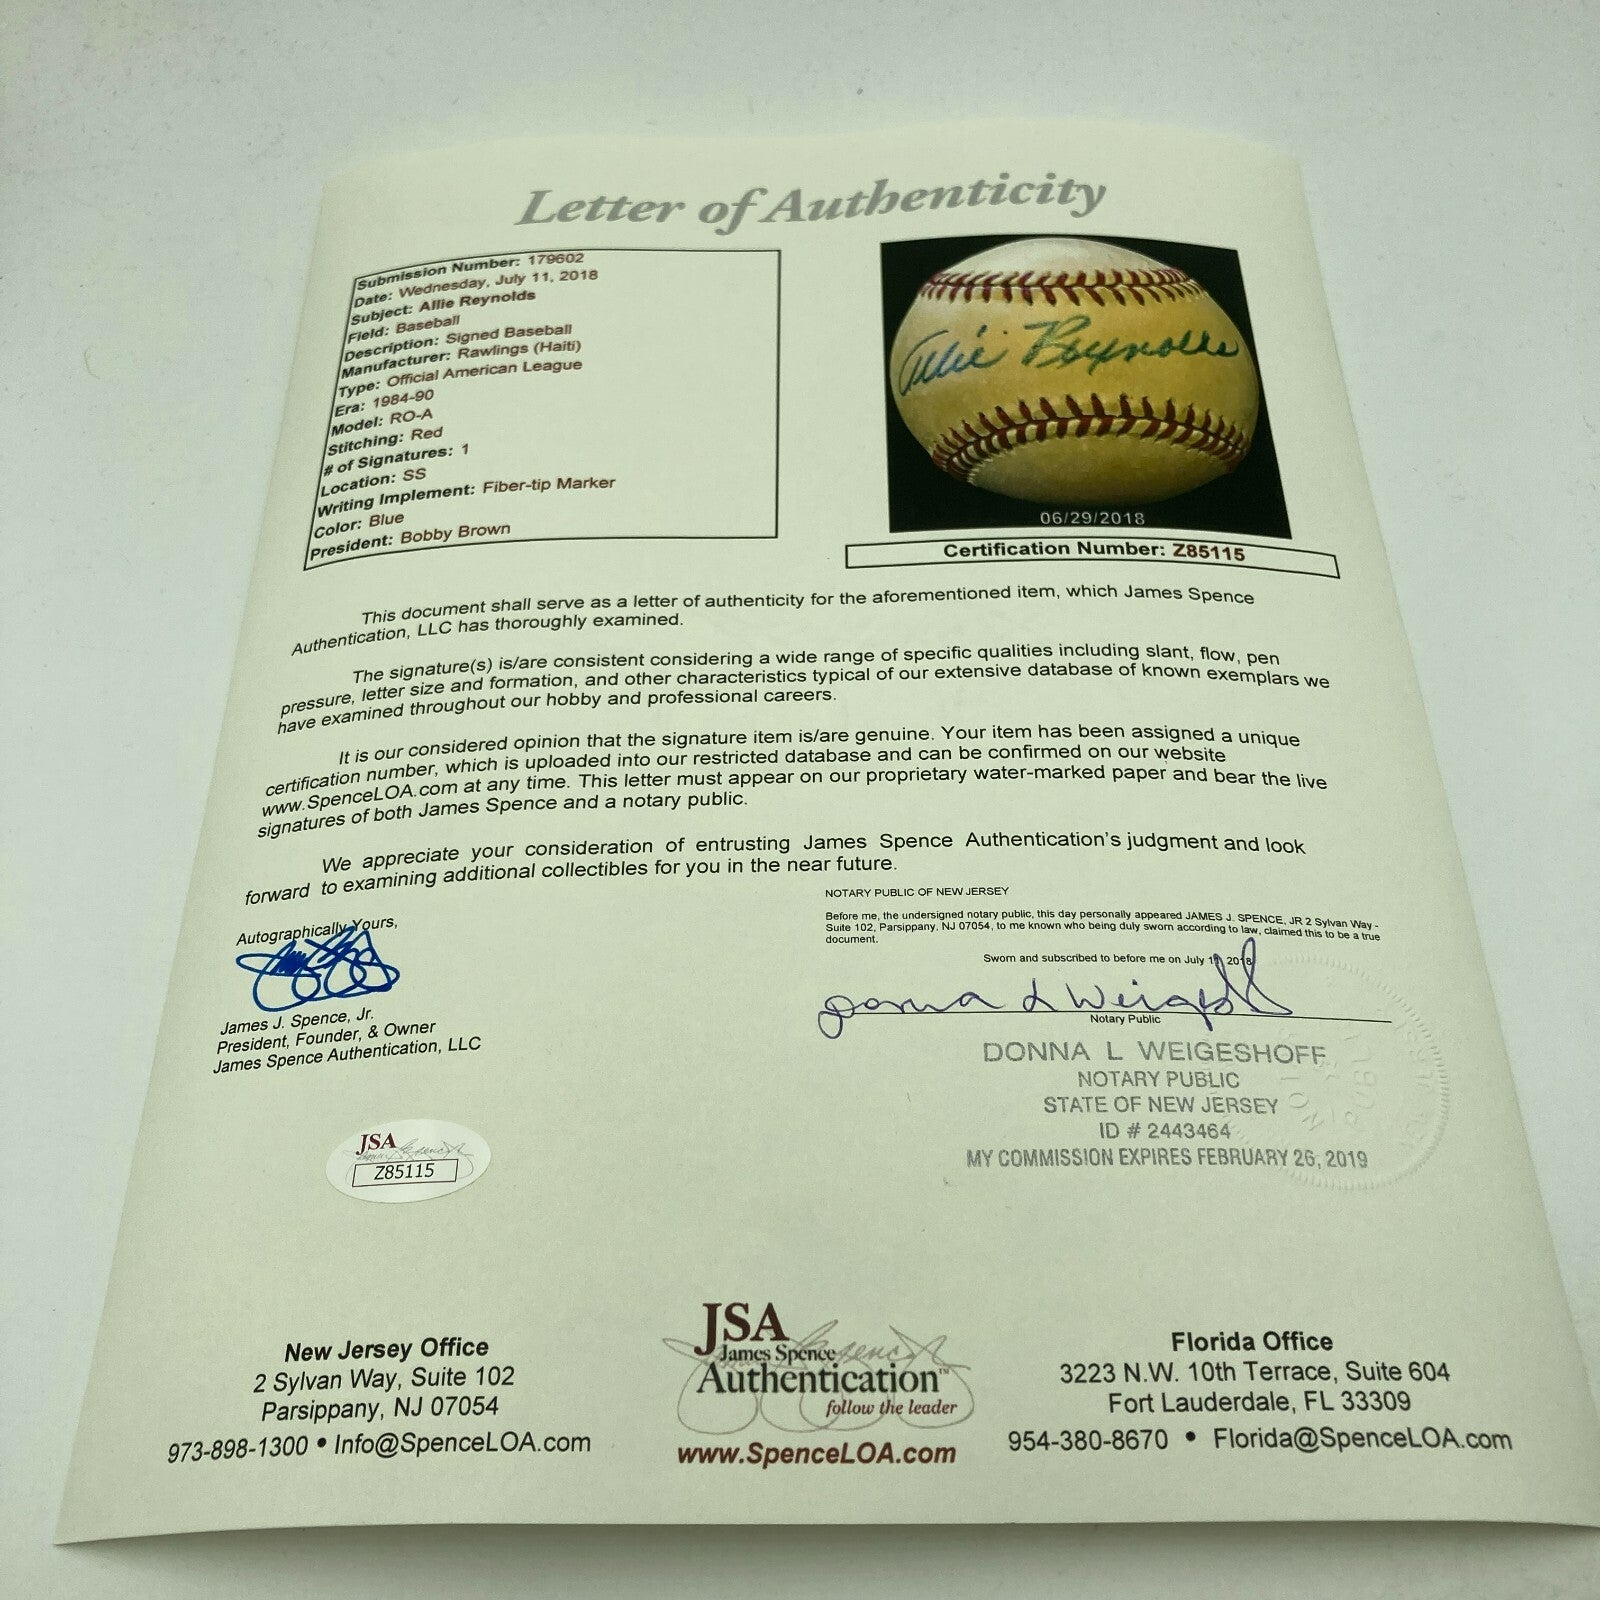 Letter of Authenticity
Submission Number: 179602
Date: Wednesday, July 11, 2018
Subject: Allie Reynolds
Field: Baseball
Description: Signed Baseball
Manufacturer: Rawlings (Haiti)
Type: Official American League
Era: 1984-90
Model: RO-A
Stitching: Red
# of Signatures: 1
Location: SS
Writing Implement: Fiber-tip Marker
Color: Blue
President: Bobby Brown
Allie Reynolds
06/29/2018
Certification Number: Z85115
This document shall serve as a letter of authenticity for the aforementioned item, which James Spence
Authentication, LLC has thoroughly examined.
The signature(s) is/are consistent considering a wide range of specific qualities including slant, flow, pen
pressure, letter size and formation, and other characteristics typical of our extensive database of known exemplars we
have examined throughout our hobby and professional careers.
It is our considered opinion that the signature item is/are genuine. Your item has been assigned a unique
certification number, which is uploaded into our restricted database and can be confirmed on our website
www.SpenceLOA.com at any time. This letter must appear on our proprietary water-marked paper and bear the live
signatures of both James Spence and a notary public.
We appreciate your consideration of entrusting James Spence Authentication's judgment and look
forward to examining additional collectibles for you in the near future.
NOTARY PUBLIC OF NEW JERSEY
Before me, the undersigned notary public, this day personally appeared JAMES J. SPENCE, JR 2 Sylvan Way -
Suite 102, Parsippany, NJ 07054, to me known who being duly sworn according to law, claimed this to be a true
document.
Sworn and subscribed to before me on July 11, 2018
Donna L Weigeshoff
Notary Public
DONNA L WEIGESHOFF
NOTARY PUBLIC
STATE OF NEW JERSEY
ID # 2443464
MY COMMISSION EXPIRES FEBRUARY 26, 2019
Autographically Yours,
James J. Spence, Jr.
President, Founder, & Owner
James Spence Authentication, LLC
JSA
Z85115
New Jersey Office
2 Sylvan Way, Suite 102
Parsippany, NJ 07054
973-898-1300 • Info@SpenceLOA.com
JSA
James Spence
Authentication™
follow the leader
www.SpenceLOA.com
Florida Office
3223 N.W. 10th Terrace, Suite 604
Fort Lauderdale, FL 33309
954-380-8670 • Florida@SpenceLOA.com